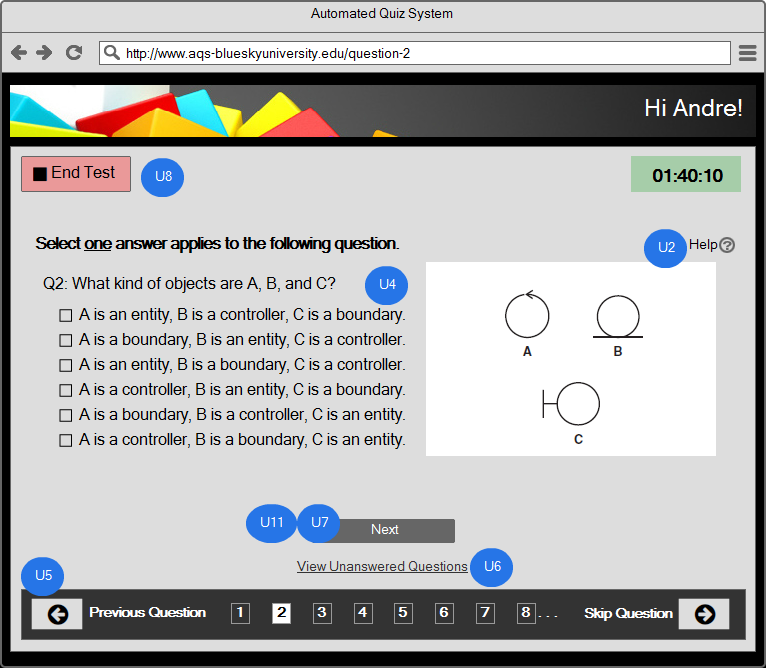 Automated Quiz System
http://www.aqs-blueskyuniversity.edu/question-2
Hi Andre!
End Test
U8
01:40:10
Select one answer applies to the following question.
U2
Help?
Q2: What kind of objects are A, B, and C?
U4
A is an entity, B is a controller, C is a boundary.
A is a boundary, B is an entity, C is a controller.
A is an entity, B is a boundary, C is a controller.
A is a controller, B is an entity, C is a boundary.
A is a boundary, B is a controller, C is an entity.
A is a controller, B is a boundary, C is an entity.
A
B
C
U11
U7
Next
View Unanswered Questions
U6
U5
Previous Question
1 2 3 4 5 6 7 8 . . .
Skip Question